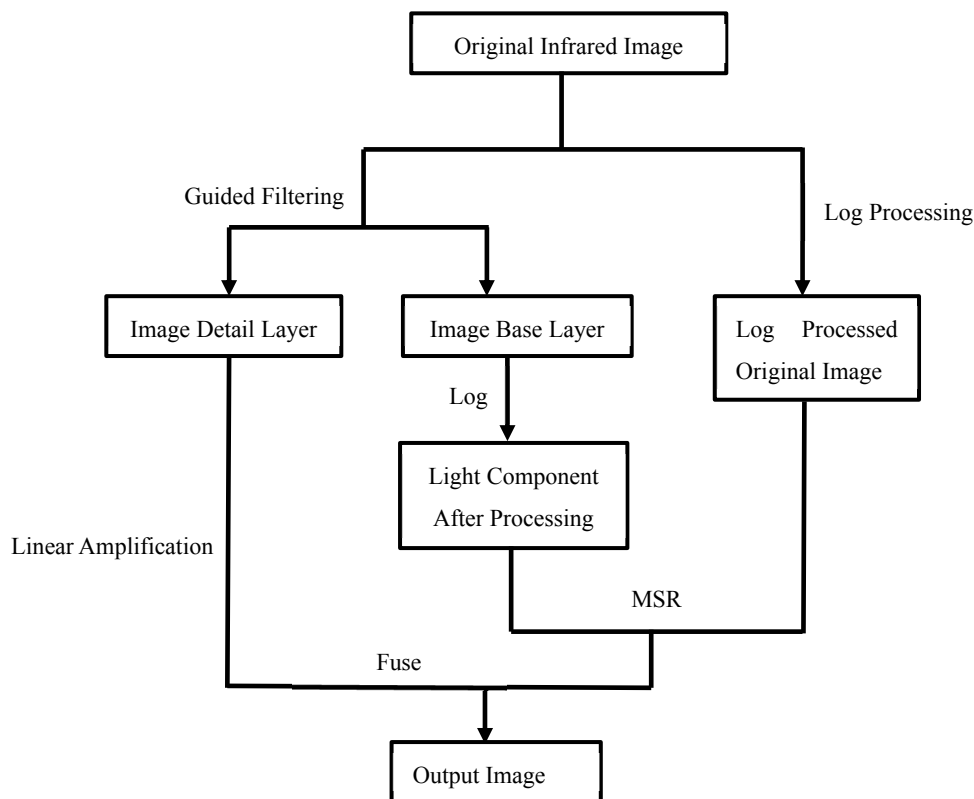 Original Infrared Image
Guided Filtering
Log Processing
Image Detail Layer
Image Base Layer
Log Processed
Original Image
Log
Light Component
After Processing
Linear Amplification
MSR
Fuse
Output Image